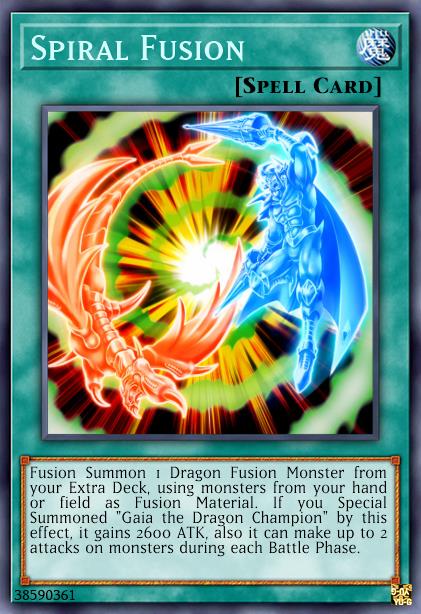 Spiral Fusion
魔
[Spell Card]
Fusion Summon 1 Dragon Fusion Monster from
your Extra Deck, using monsters from your hand
or field as Fusion Material. If you Special
Summoned "Gaia the Dragon Champion" by this
effect, it gains 2600 ATK, also it can make up to 2
attacks on monsters during each Battle Phase.
38590361